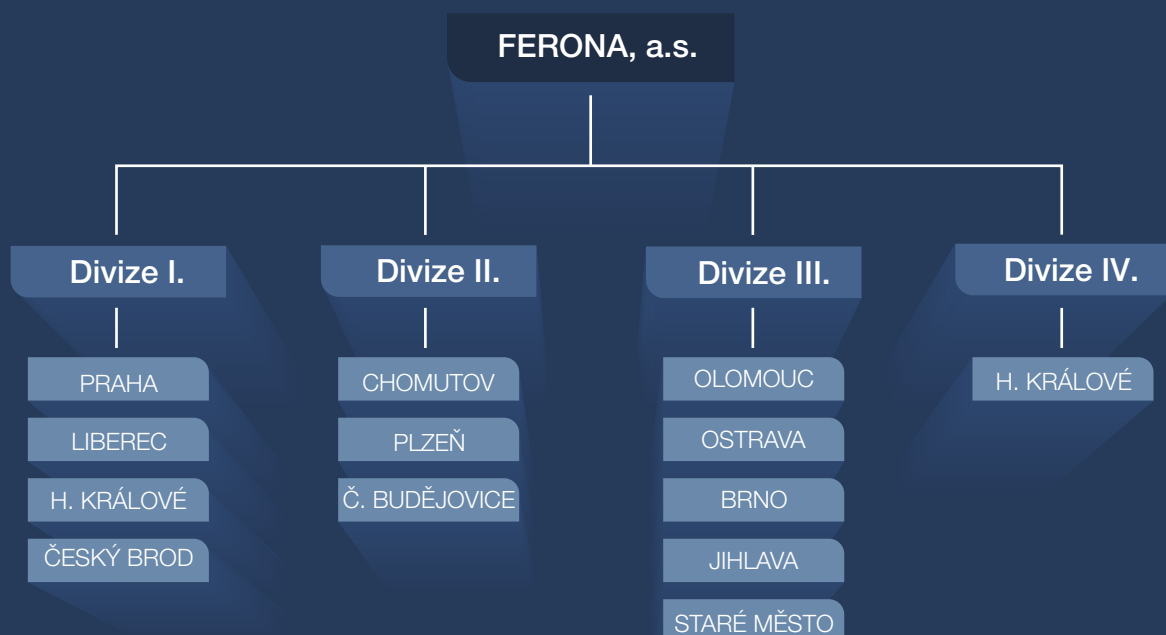 FERONA, a.s.
Divize I.
PRAHA
LIBEREC
H. KRÁLOVÉ
ČESKÝ BROD
Divize II.
CHOMUTOV
PLZEŇ
Č. BUDĚJOVICE
Divize III.
OLOMOUC
OSTRAVA
BRNO
JIHLAVA
STARÉ MĚSTO
Divize IV.
H. KRÁLOVÉ